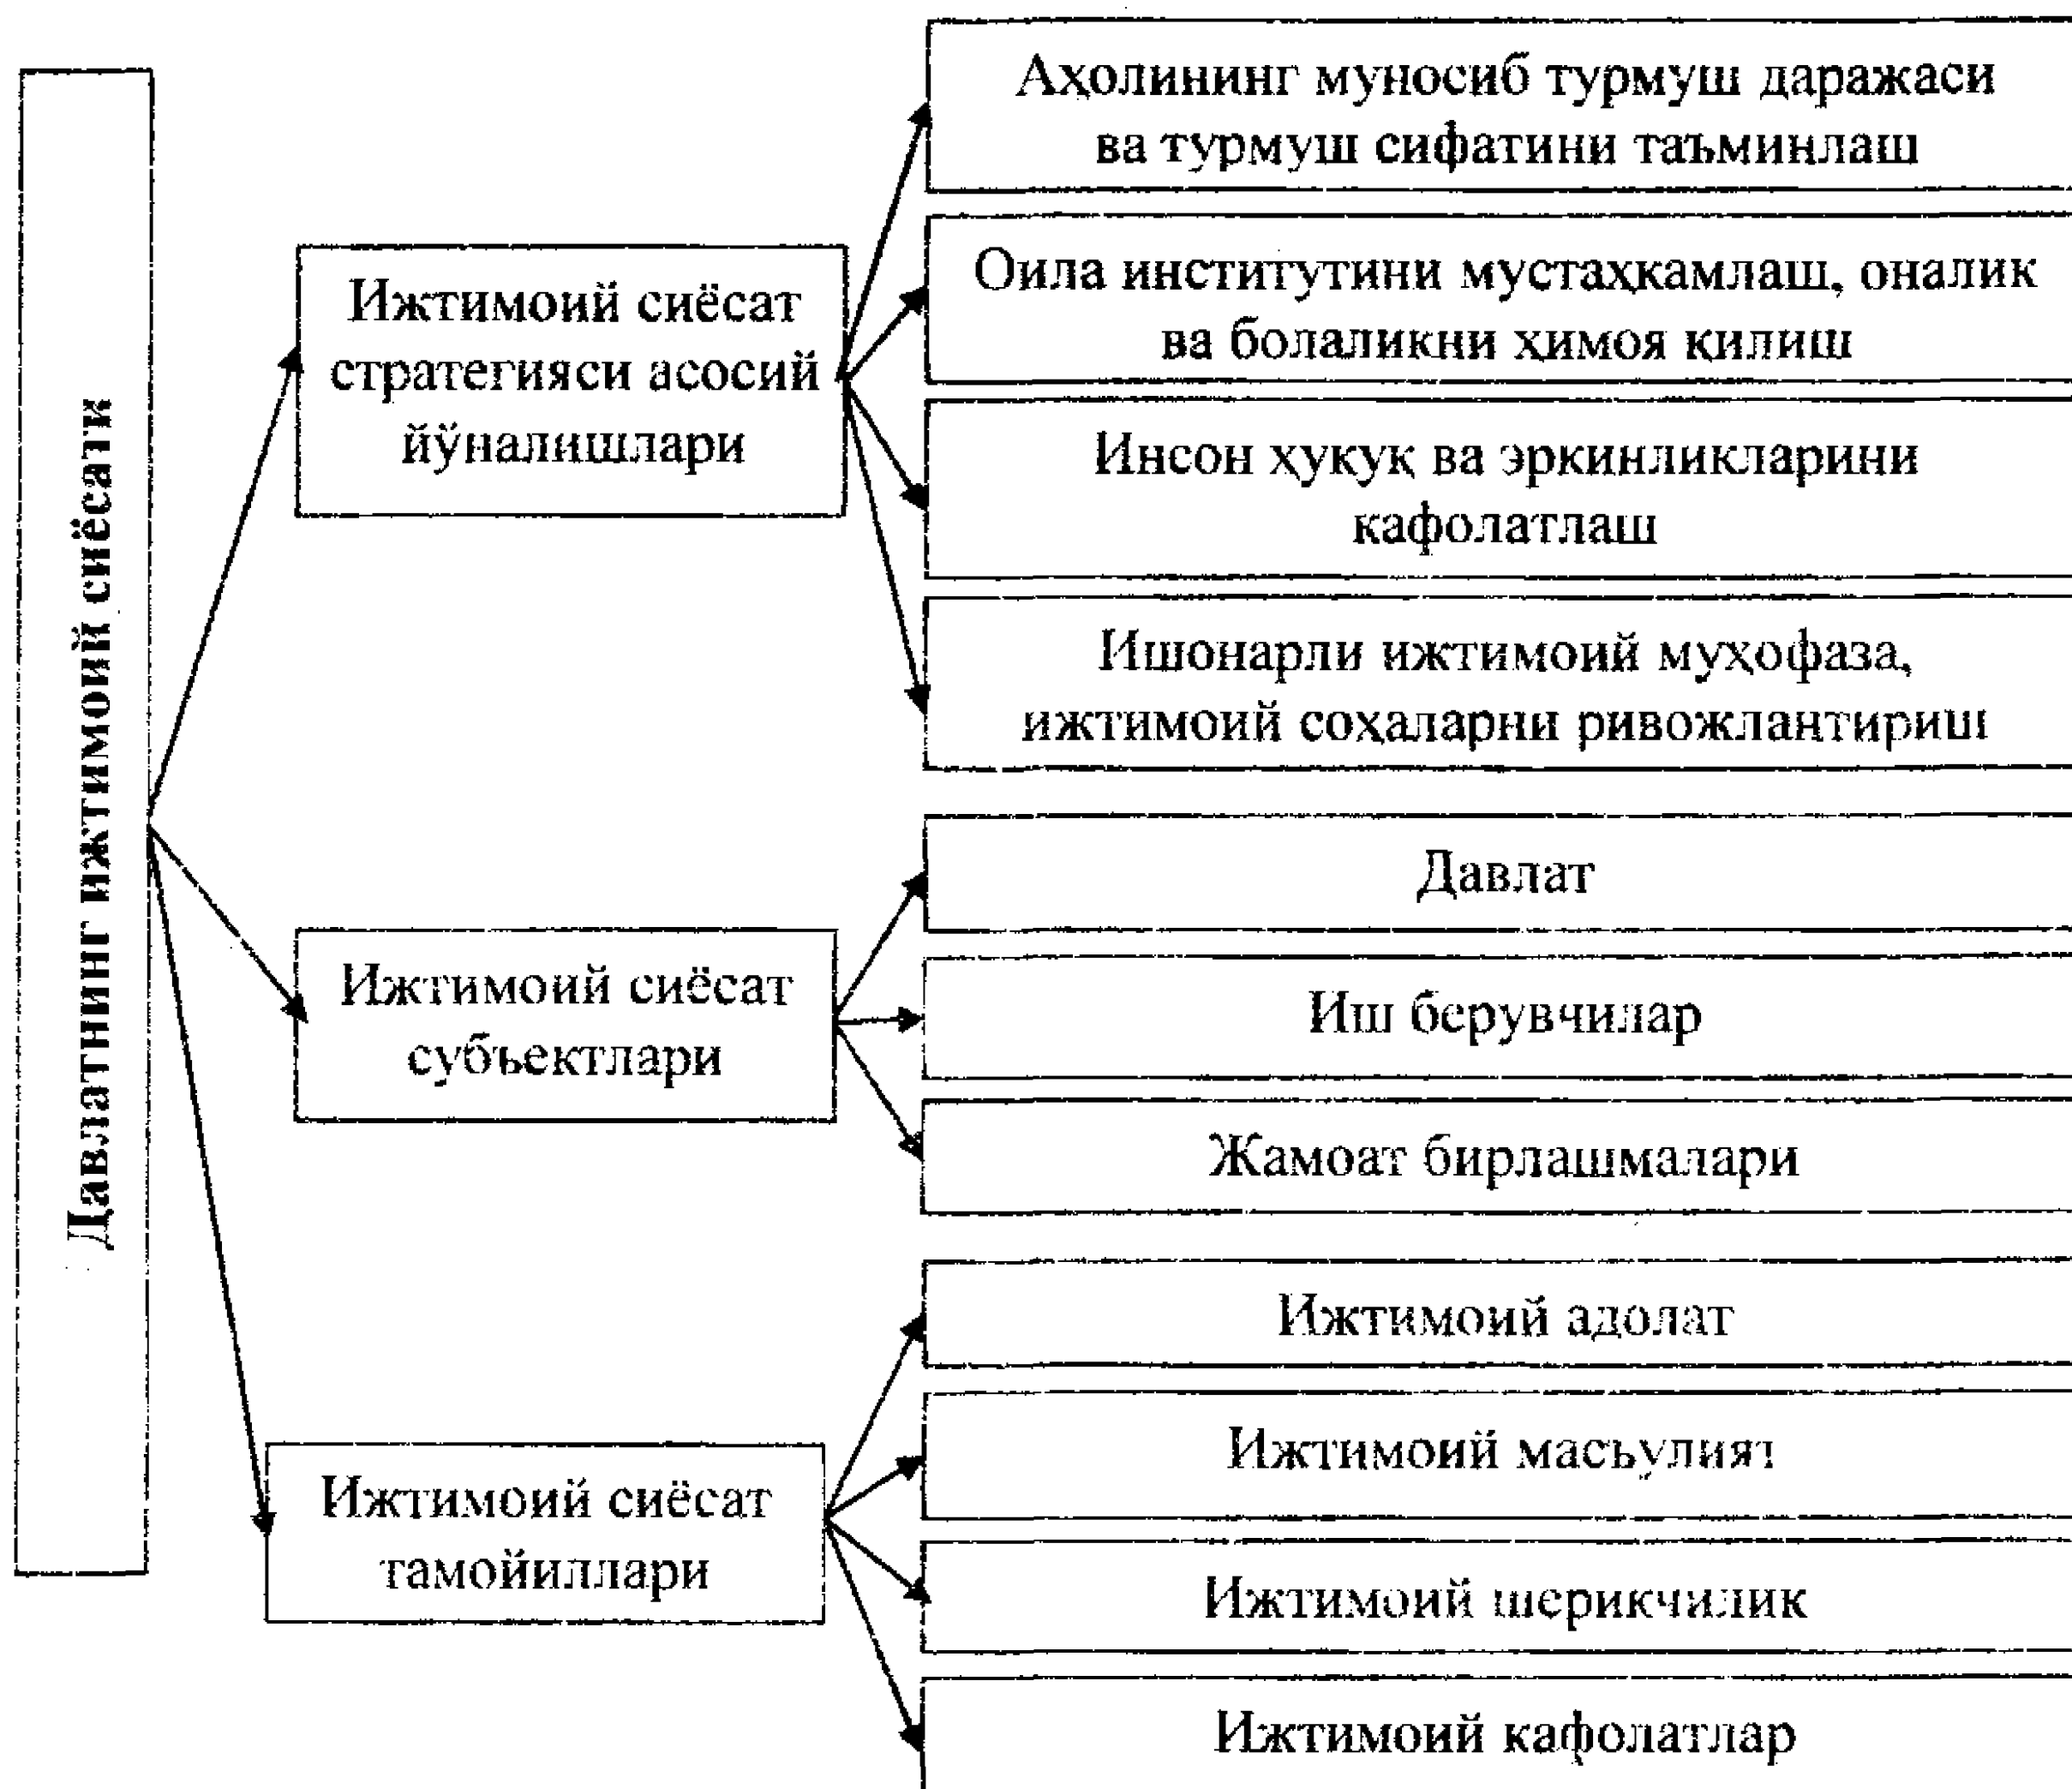 Давлатнинг ижтимоий сиёсати
Ижтимоий сиёсат
стратегияси асосий
йўналишлари
Аҳолининг муносиб турмуш даражаси
ва турмуш сифатини таъминлаш
Оила институтини мустаҳкамлаш, оналик
ва болаликни ҳимоя қилиш
Инсон ҳукуқ ва эркинликларини
кафолатлаш
Ишонарли ижтимоий муҳофаза,
ижтимоий соҳаларни ривожлантириш
Ижтимоий сиёсат
субъектлари
Давлат
Иш берувчилар
Жамоат бирлашмалари
Ижтимоий сиёсат
тамойиллари
Ижтимоий адолат
Ижтимоий масъулият
Ижтимоий шерикчилик
Ижтимоий кафолатлар